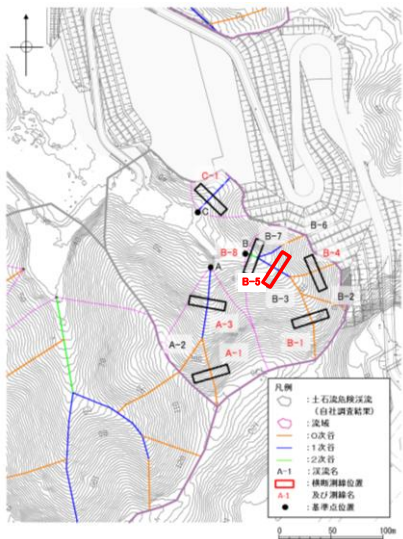 C-1
C
B-6
B-7
B
B-8
B-4
A
B-5
B-3
B-2
A-3
A-2
B-1
A-1
凡例
：土石流危険渓流
（自社調査結果）
：流域
：0次谷
：1次谷
：2次谷
A-1 ：渓流名
：横断測線位置
A-1 及び測線名
：基準点位置
0 100m